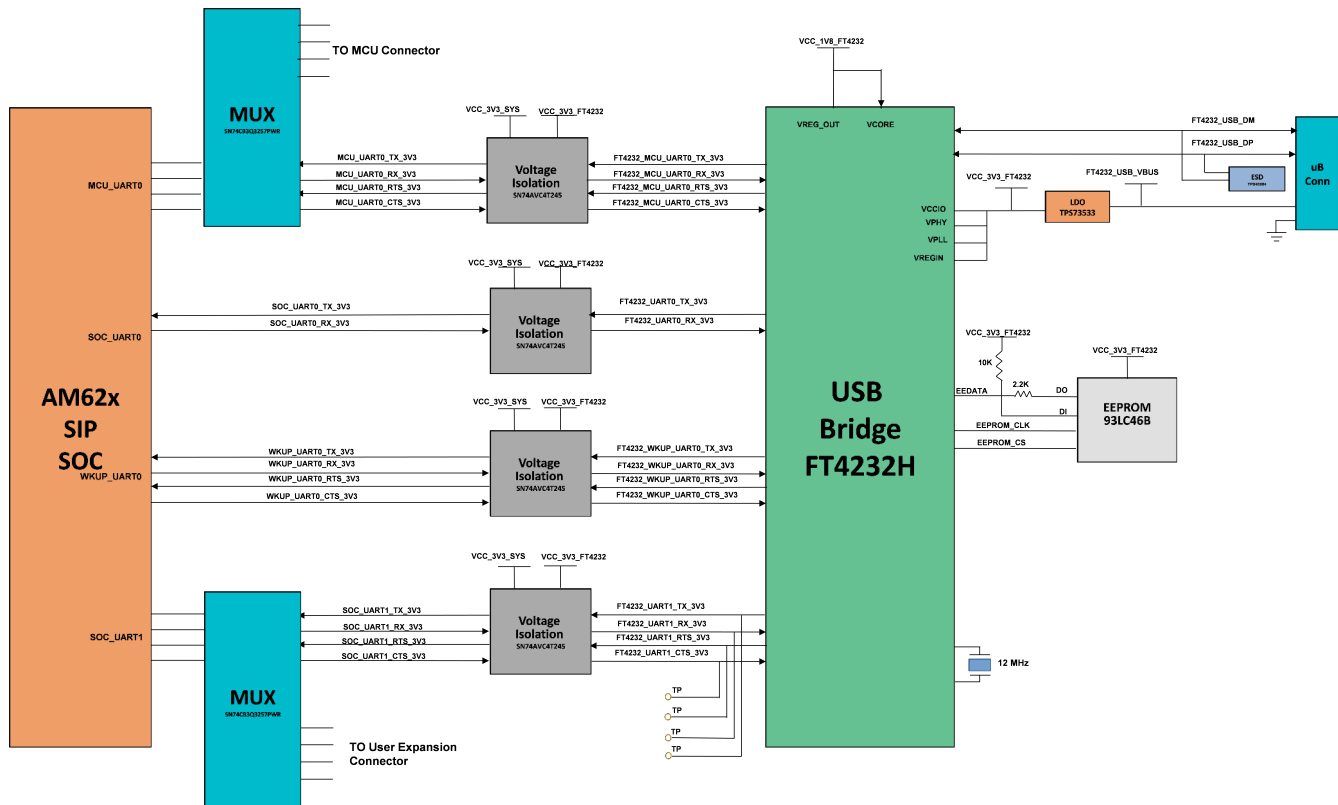 TO MCU Connector
MUX
SN74CB3Q3257PWR
VCC_1V8_FT4232
VREG_OUT
VCORE
VCC_3V3_SYS
VCC_3V3_FT4232
Voltage
Isolation
SN74AVC4T245
MCU_UART0
MCU_UART0_TX_3V3
MCU_UART0_RX_3V3
MCU_UART0_RTS_3V3
MCU_UART0_CTS_3V3
FT4232_MCU_UART0_TX_3V3
FT4232_MCU_UART0_RX_3V3
FT4232_MCU_UART0_RTS_3V3
FT4232_MCU_UART0_CTS_3V3
FT4232_USB_DM
FT4232_USB_DP
ESD
uB
Conn
VCC_3V3_FT4232
FT4232_USB_VBUS
LDO
TPS73533
VCCIO
VPHY
VPLL
VREGIN
VCC_3V3_SYS
VCC_3V3_FT4232
Voltage
Isolation
SN74AVC4T245
SOC_UART0
SOC_UART0_TX_3V3
SOC_UART0_RX_3V3
FT4232_UART0_TX_3V3
FT4232_UART0_RX_3V3
VCC_3V3_FT4232
10K
2.2K
EEDATA
DO
DI
EEPROM_CLK
EEPROM_CS
VCC_3V3_FT4232
EEPROM
93LC46B
AM62x
SIP
SOC
USB
Bridge
FT4232H
VCC_3V3_SYS
VCC_3V3_FT4232
Voltage
Isolation
SN74AVC4T245
WKUP_UART0
WKUP_UART0_TX_3V3
WKUP_UART0_RX_3V3
WKUP_UART0_RTS_3V3
WKUP_UART0_CTS_3V3
FT4232_WKUP_UART0_TX_3V3
FT4232_WKUP_UART0_RX_3V3
FT4232_WKUP_UART0_RTS_3V3
FT4232_WKUP_UART0_CTS_3V3
VCC_3V3_SYS
VCC_3V3_FT4232
Voltage
Isolation
SN74AVC4T245
SOC_UART1
SOC_UART1_TX_3V3
SOC_UART1_RX_3V3
SOC_UART1_RTS_3V3
SOC_UART1_CTS_3V3
FT4232_UART1_TX_3V3
FT4232_UART1_RX_3V3
FT4232_UART1_RTS_3V3
FT4232_UART1_CTS_3V3
TP
TP
TP
TP
12 MHz
MUX
SN74CB3Q3257PWR
TO User Expansion
Connector